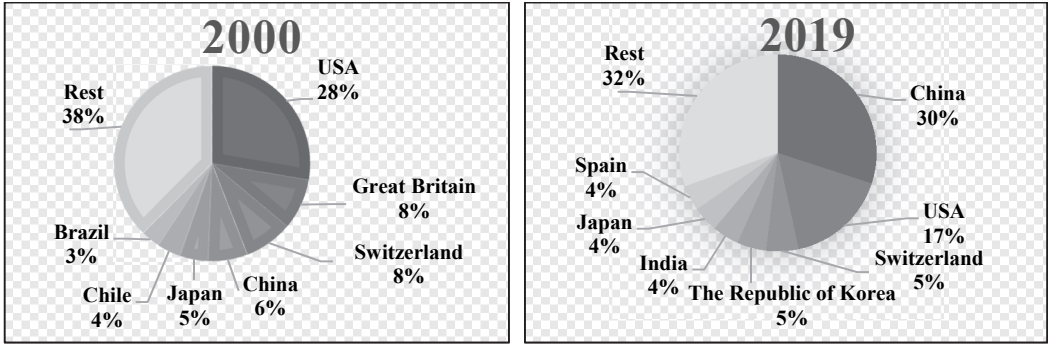 2000
USA
28%
Great Britain
8%
Switzerland
8%
China
6%
Japan
5%
Chile
4%
Brazil
3%
Rest
38%
2019
China
30%
USA
17%
Switzerland
5%
The Republic of Korea
5%
India
4%
Japan
4%
Spain
4%
Rest
32%